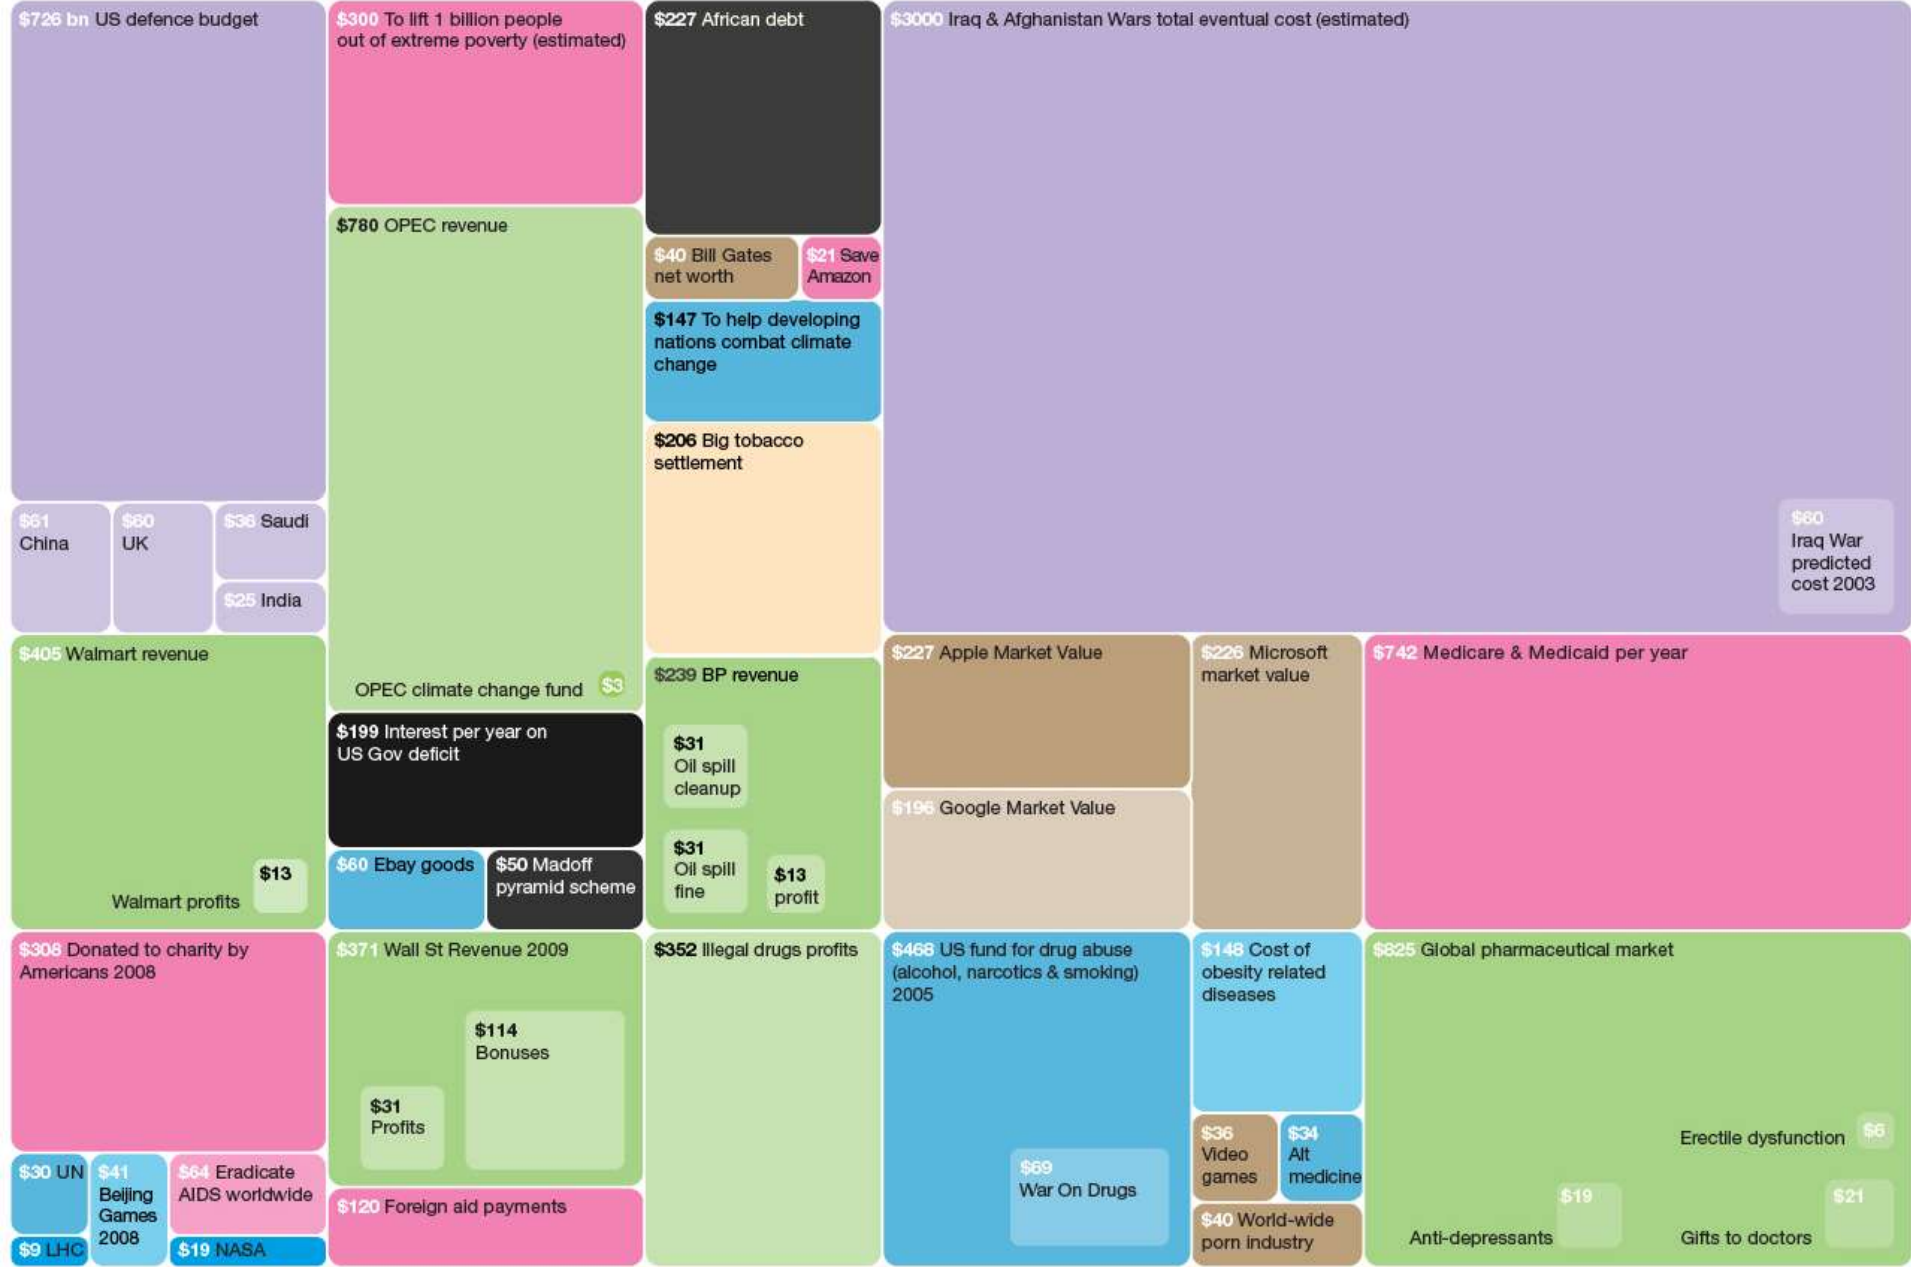 $726 bn US defence budget
$300 To lift 1 billion people
out of extreme poverty (estimated)
$227 African debt
$3000 Iraq & Afghanistan Wars total eventual cost (estimated)
$780 OPEC revenue
$40 Bill Gates
net worth
$21 Save
Amazon
$147 To help developing
nations combat climate
change
$206 Big tobacco
settlement
$61
China
$60
UK
$36 Saudi
$25 India
$60
Iraq War
predicted
cost 2003
$405 Walmart revenue
Walmart profits
$13
OPEC climate change fund $3
$199 Interest per year on
US Gov deficit
$60 Ebay goods
$50 Madoff
pyramid scheme
$239 BP revenue
$31
Oil spill
cleanup
$31
Oil spill
fine
$13
profit
$227 Apple Market Value
$196 Google Market Value
$226 Microsoft
market value
$742 Medicare & Medicaid per year
$308 Donated to charity by
Americans 2008
$371 Wall St Revenue 2009
$114
Bonuses
$31
Profits
$352 Illegal drugs profits
$468 US fund for drug abuse
(alcohol, narcotics & smoking)
2005
$69
War On Drugs
$148 Cost of
obesity related
diseases
$825 Global pharmaceutical market
Erectile dysfunction $6
$19
Anti-depressants
$21
Gifts to doctors
$30 UN
$41
Beijing
Games
2008
$64 Eradicate
AIDS worldwide
$9 LHC
$19 NASA
$120 Foreign aid payments
$36
Video
games
$34
Alt
medicine
$40 World-wide
porn industry